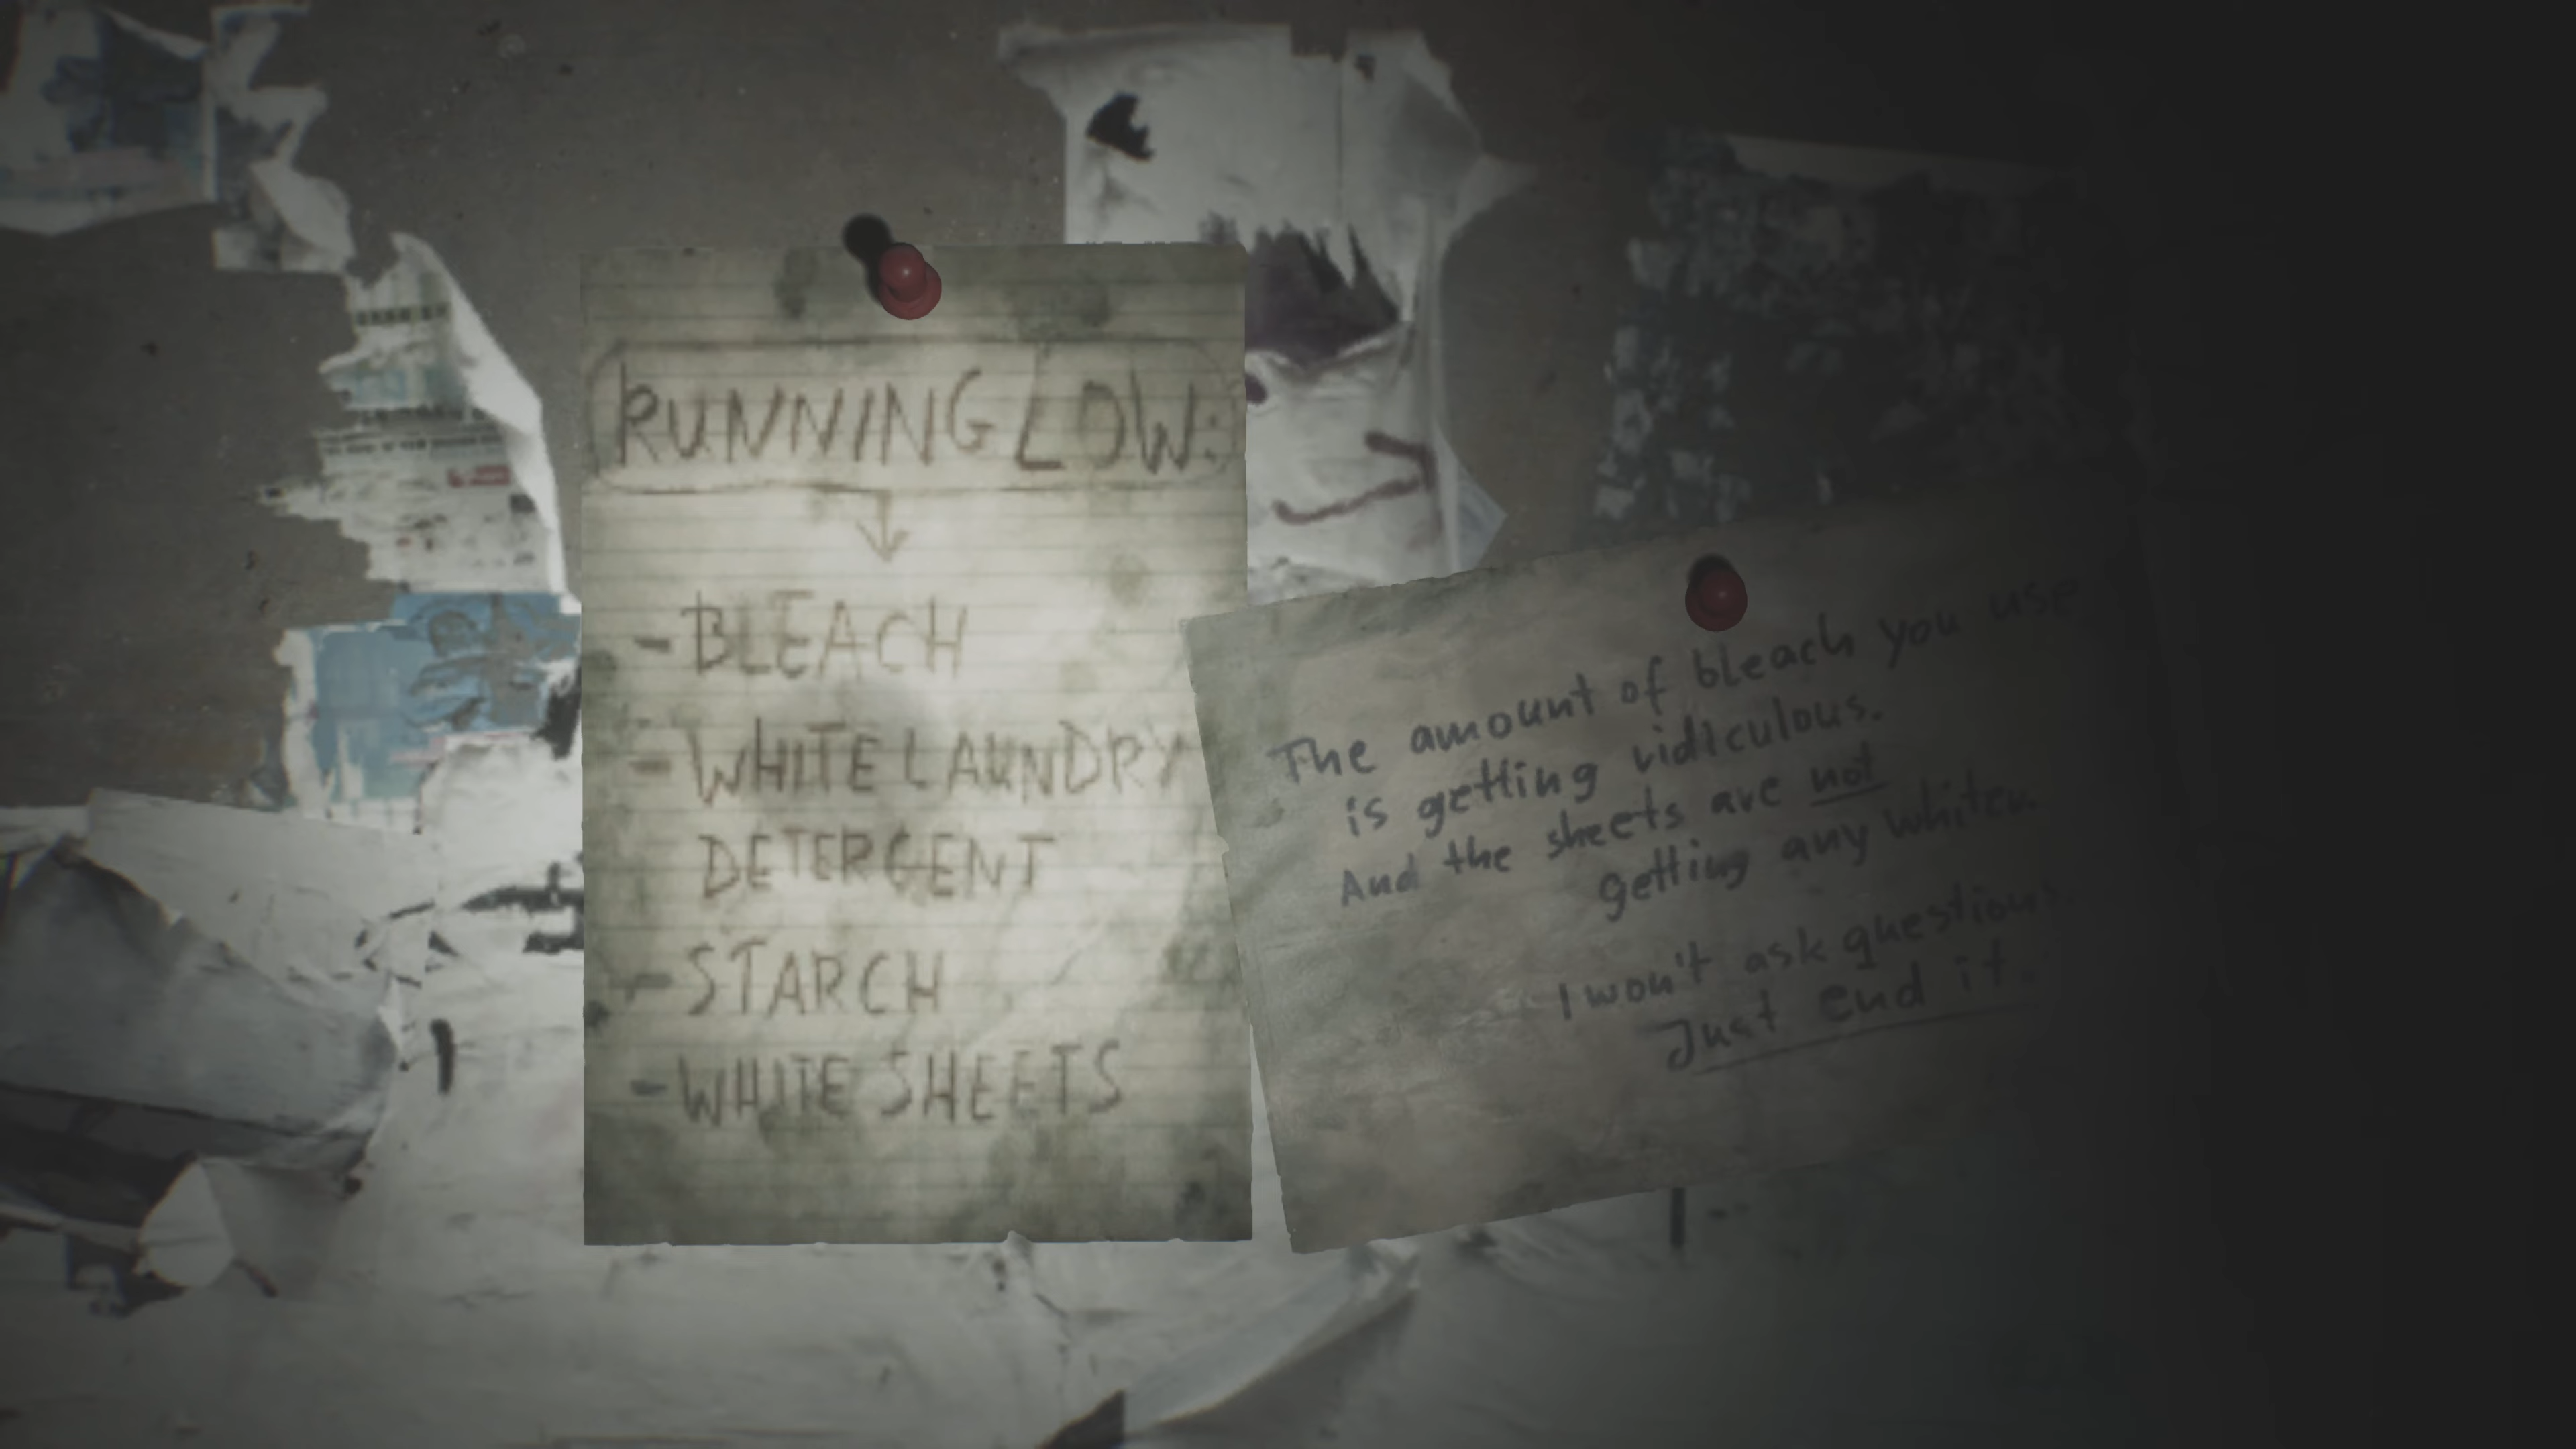 RUNNING LOW:
- BLEACH
- WHITE LAUNDRY
DETERGENT
- STARCH
- WHITE SHEETS
The amount of bleach you use
is getting ridiculous.
And the sheets are not
getting any whiter.
I won't ask questions.
Just end it.